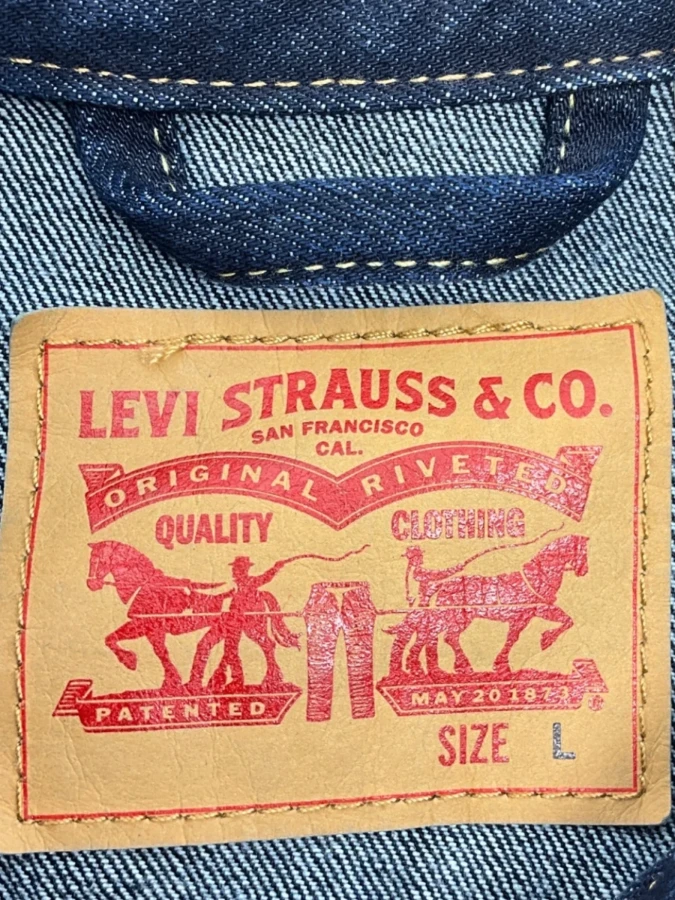 LEVI STRAUSS & CO.
SAN FRANCISCO
CAL.
ORIGINAL RIVETED
QUALITY CLOTHING
PATENTED MAY 20 1873
SIZE L